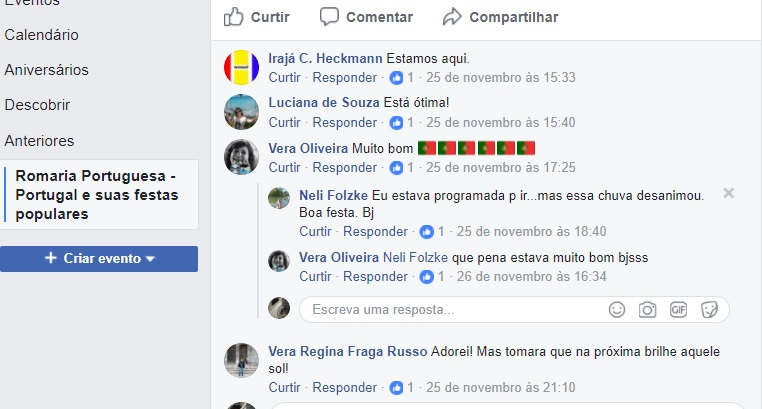 Eventos
Calendário
Aniversários
Descobrir
Anteriores
Romaria Portuguesa -
Portugal e suas festas
populares
Criar evento
Curtir Comentar Compartilhar
Irajá C. Heckmann Estamos aqui.
Curtir · Responder · 1 · 25 de novembro às 15:33
Luciana de Souza Está ótima!
Curtir · Responder · 1 · 25 de novembro às 15:40
Vera Oliveira Muito bom 🇵🇹🇵🇹🇵🇹🇵🇹🇵🇹🇵🇹
Curtir · Responder · 1 · 25 de novembro às 17:25
Neli Folzke Eu estava programada p ir...mas essa chuva desanimou.
Boa festa. Bj
Curtir · Responder · 1 · 25 de novembro às 18:40
Vera Oliveira Neli Folzke que pena estava muito bom bjsss
Curtir · Responder · 1 · 26 de novembro às 16:34
Escreva uma resposta...
GIF
Vera Regina Fraga Russo Adorei! Mas tomara que na próxima brilhe aquele
sol!
Curtir · Responder · 1 · 25 de novembro às 21:10